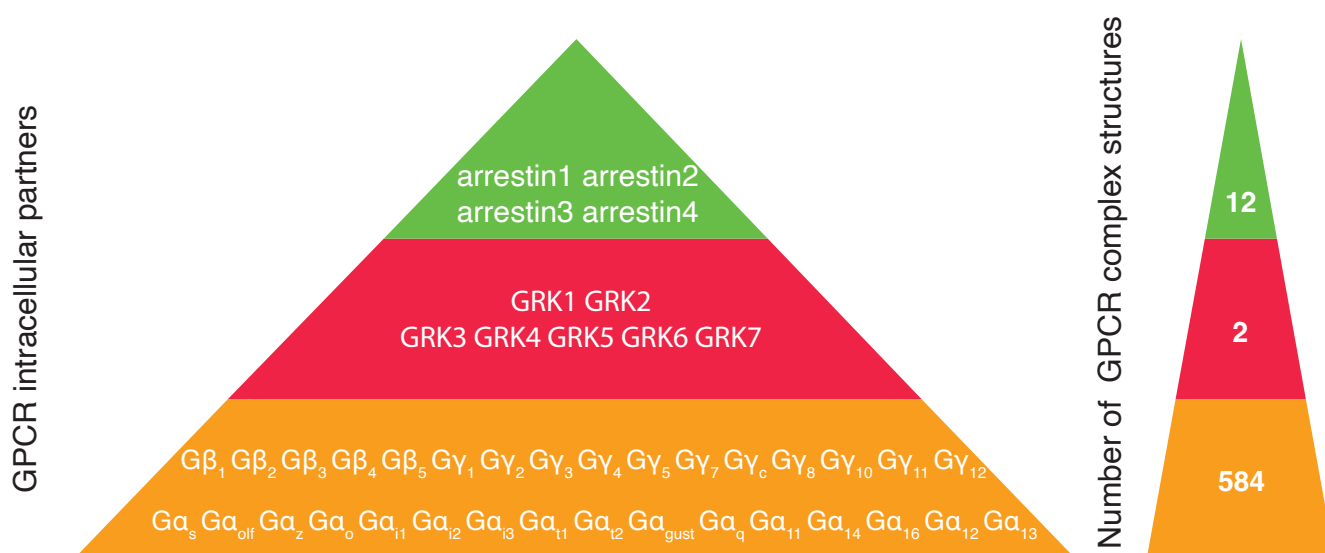 GPCR intracellular partners
arrestin1 arrestin2
arrestin3 arrestin4
GRK1 GRK2
GRK3 GRK4 GRK5 GRK6 GRK7
Gβ₁ Gβ₂ Gβ₃ Gβ₄ Gβ₅ Gγ₁ Gγ₂ Gγ₃ Gγ₄ Gγ₅ Gγ₇ Gγc Gγ₈ Gγ₁₀ Gγ₁₁ Gγ₁₂
Gαs Gαolf Gαz Gαo Gαi1 Gαi2 Gαi3 Gαt1 Gαt2 Gαgust Gαq Gα₁₁ Gα₁₄ Gα₁₆ Gα₁₂ Gα₁₃
Number of GPCR complex structures
12
2
584